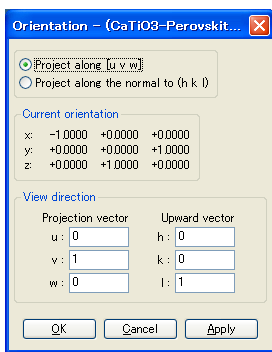 Orientation - (CaTiO3-Perovskit...
Project along [u v w]
Project along the normal to (h k l)
Current orientation
x: -1.0000 +0.0000 +0.0000
y: +0.0000 +0.0000 +1.0000
z: +0.0000 +1.0000 +0.0000
View direction
Projection vector Upward vector
u : 0 h : 0
v : 1 k : 0
w : 0 l : 1
OK Cancel Apply